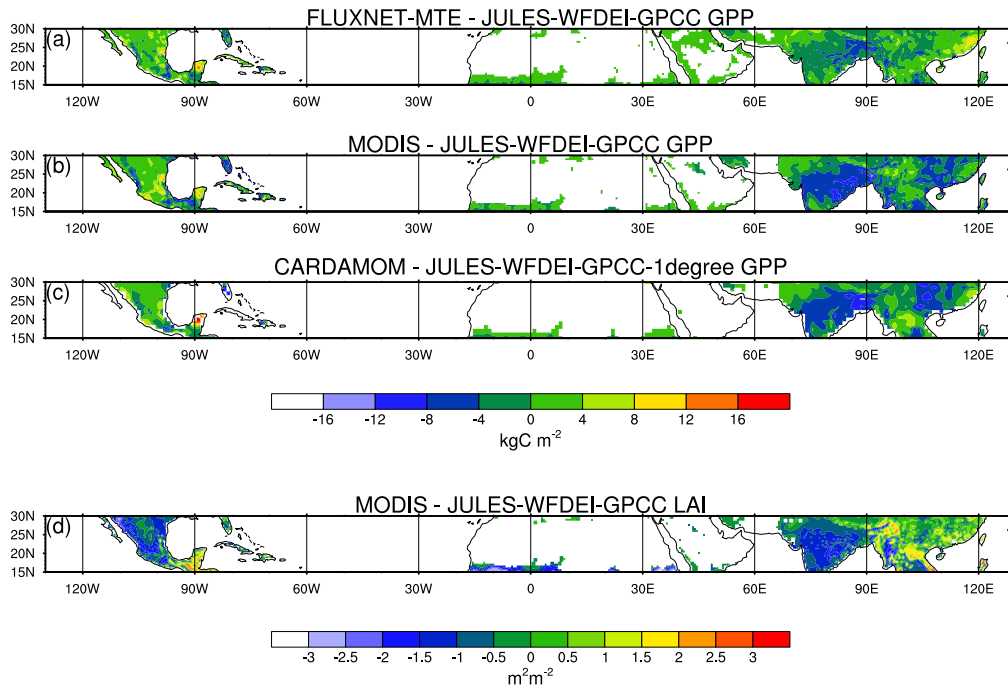 FLUXNET-MTE - JULES-WFDEI-GPCC GPP
30N (a)
25N
20N
15N
120W 90W 60W 30W 0 30E 60E 90E 120E
MODIS - JULES-WFDEI-GPCC GPP
30N (b)
25N
20N
15N
120W 90W 60W 30W 0 30E 60E 90E 120E
CARDAMOM - JULES-WFDEI-GPCC-1degree GPP
30N (c)
25N
20N
15N
120W 90W 60W 30W 0 30E 60E 90E 120E
-16 -12 -8 -4 0 4 8 12 16
kgC m⁻²
MODIS - JULES-WFDEI-GPCC LAI
30N (d)
25N
20N
15N
120W 90W 60W 30W 0 30E 60E 90E 120E
-3 -2.5 -2 -1.5 -1 -0.5 0 0.5 1 1.5 2 2.5 3
m²m⁻²